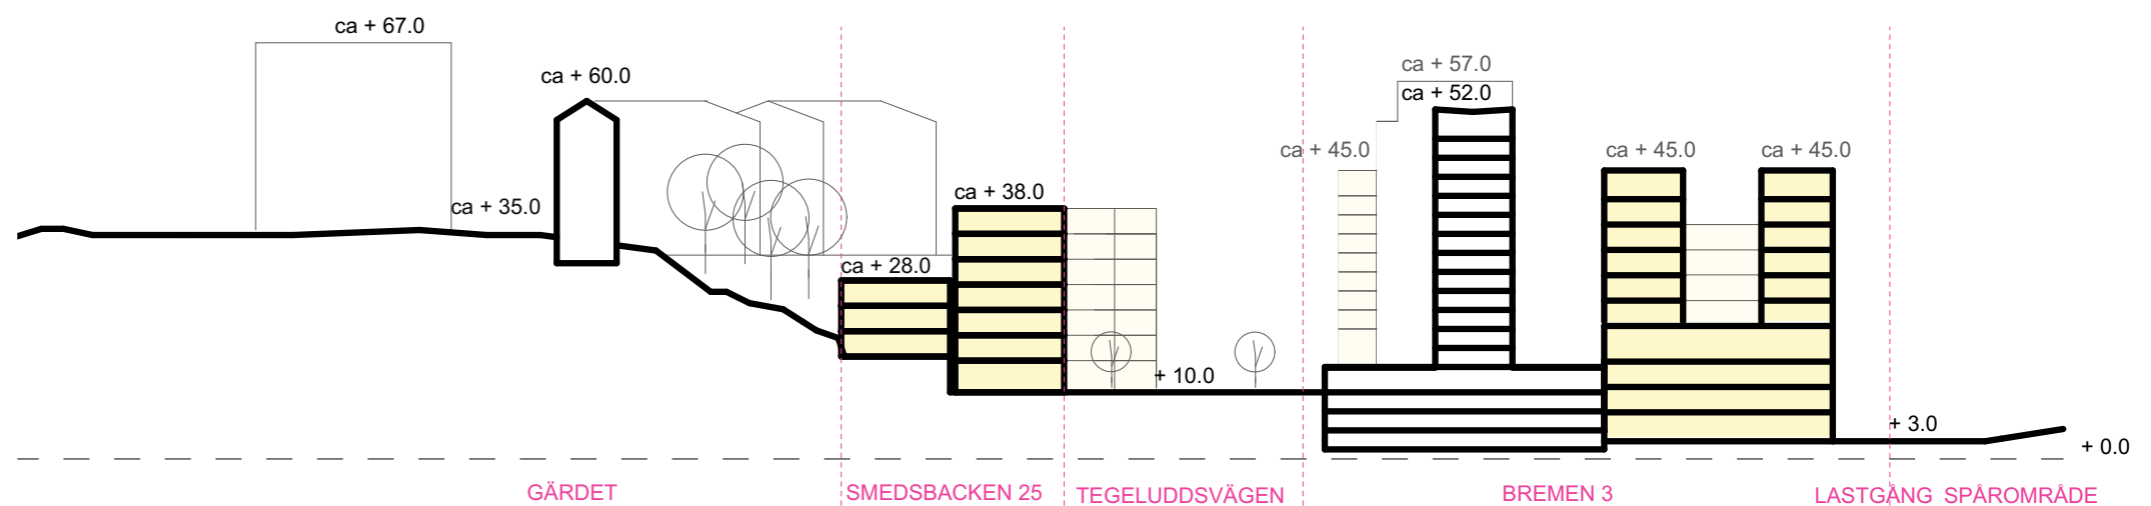 ca + 67.0
ca + 60.0
ca + 57.0
ca + 52.0
ca + 45.0
ca + 45.0
ca + 45.0
ca + 35.0
ca + 38.0
ca + 28.0
+ 10.0
+ 3.0
+ 0.0
GÄRDET
SMEDSBACKEN 25
TEGELUDDSVÄGEN
BREMEN 3
LASTGÅNG
SPÅROMRÅDE